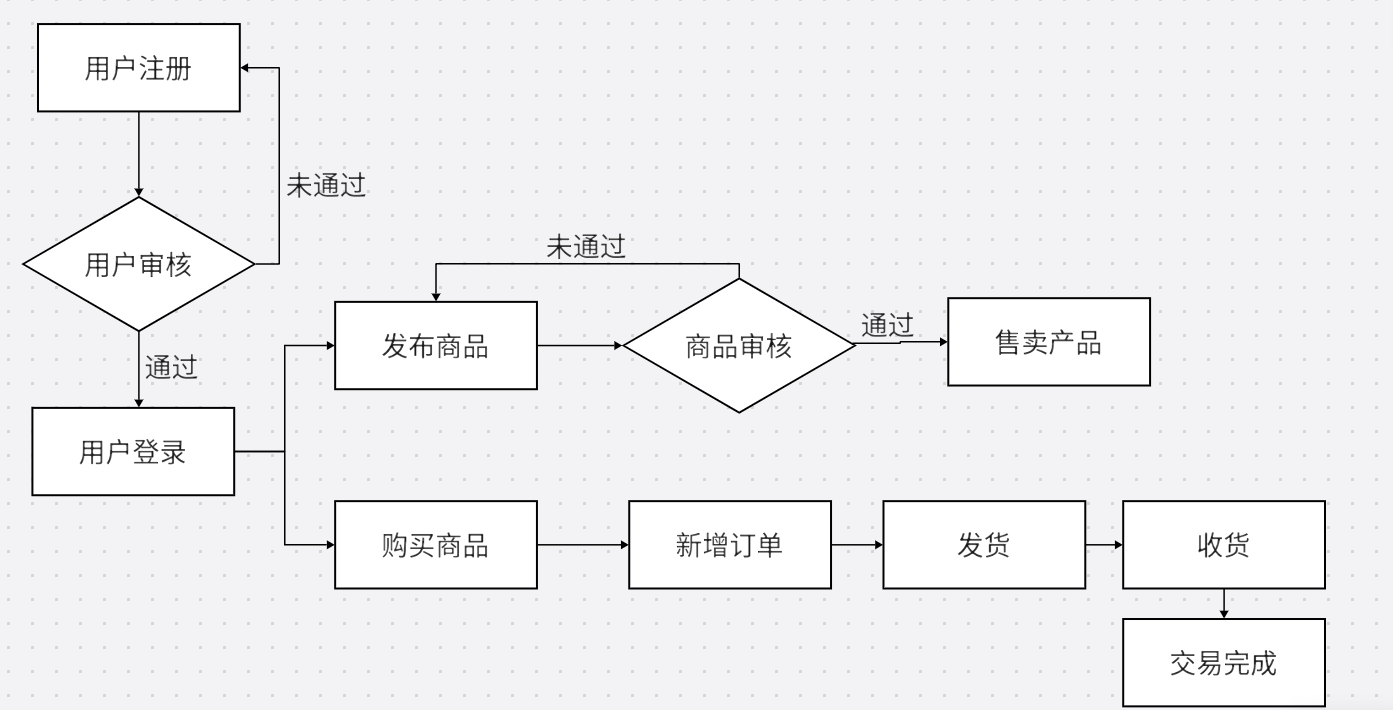 用户注册
未通过
用户审核
通过
用户登录
未通过
发布商品
商品审核
通过
售卖产品
购买商品
新增订单
发货
收货
交易完成